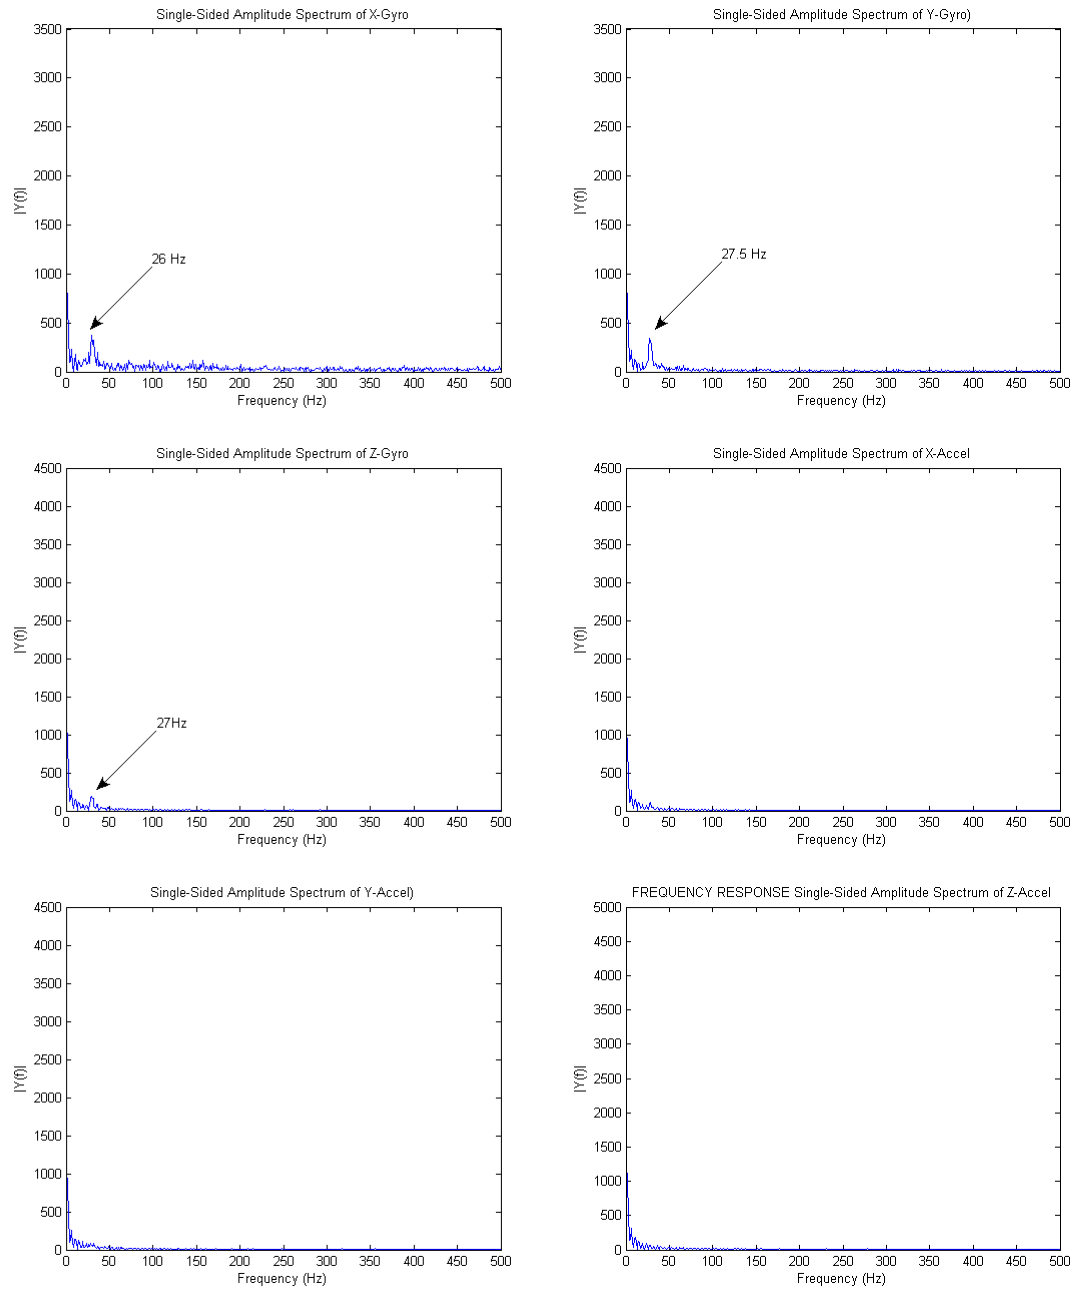 Single-Sided Amplitude Spectrum of X-Gyro
3500
3000
2500
2000
1500
1000
500
0
|Y(f)|
26 Hz
0 50 100 150 200 250 300 350 400 450 500
Frequency (Hz)
Single-Sided Amplitude Spectrum of Y-Gyro)
3500
3000
2500
2000
1500
1000
500
0
|Y(f)|
27.5 Hz
0 50 100 150 200 250 300 350 400 450 500
Frequency (Hz)
Single-Sided Amplitude Spectrum of Z-Gyro
4500
4000
3500
3000
2500
2000
1500
1000
500
0
|Y(f)|
27Hz
0 50 100 150 200 250 300 350 400 450 500
Frequency (Hz)
Single-Sided Amplitude Spectrum of X-Accel
4500
4000
3500
3000
2500
2000
1500
1000
500
0
|Y(f)|
0 50 100 150 200 250 300 350 400 450 500
Frequency (Hz)
Single-Sided Amplitude Spectrum of Y-Accel)
4500
4000
3500
3000
2500
2000
1500
1000
500
0
|Y(f)|
0 50 100 150 200 250 300 350 400 450 500
Frequency (Hz)
FREQUENCY RESPONSE Single-Sided Amplitude Spectrum of Z-Accel
5000
4500
4000
3500
3000
2500
2000
1500
1000
500
0
|Y(f)|
0 50 100 150 200 250 300 350 400 450 500
Frequency (Hz)